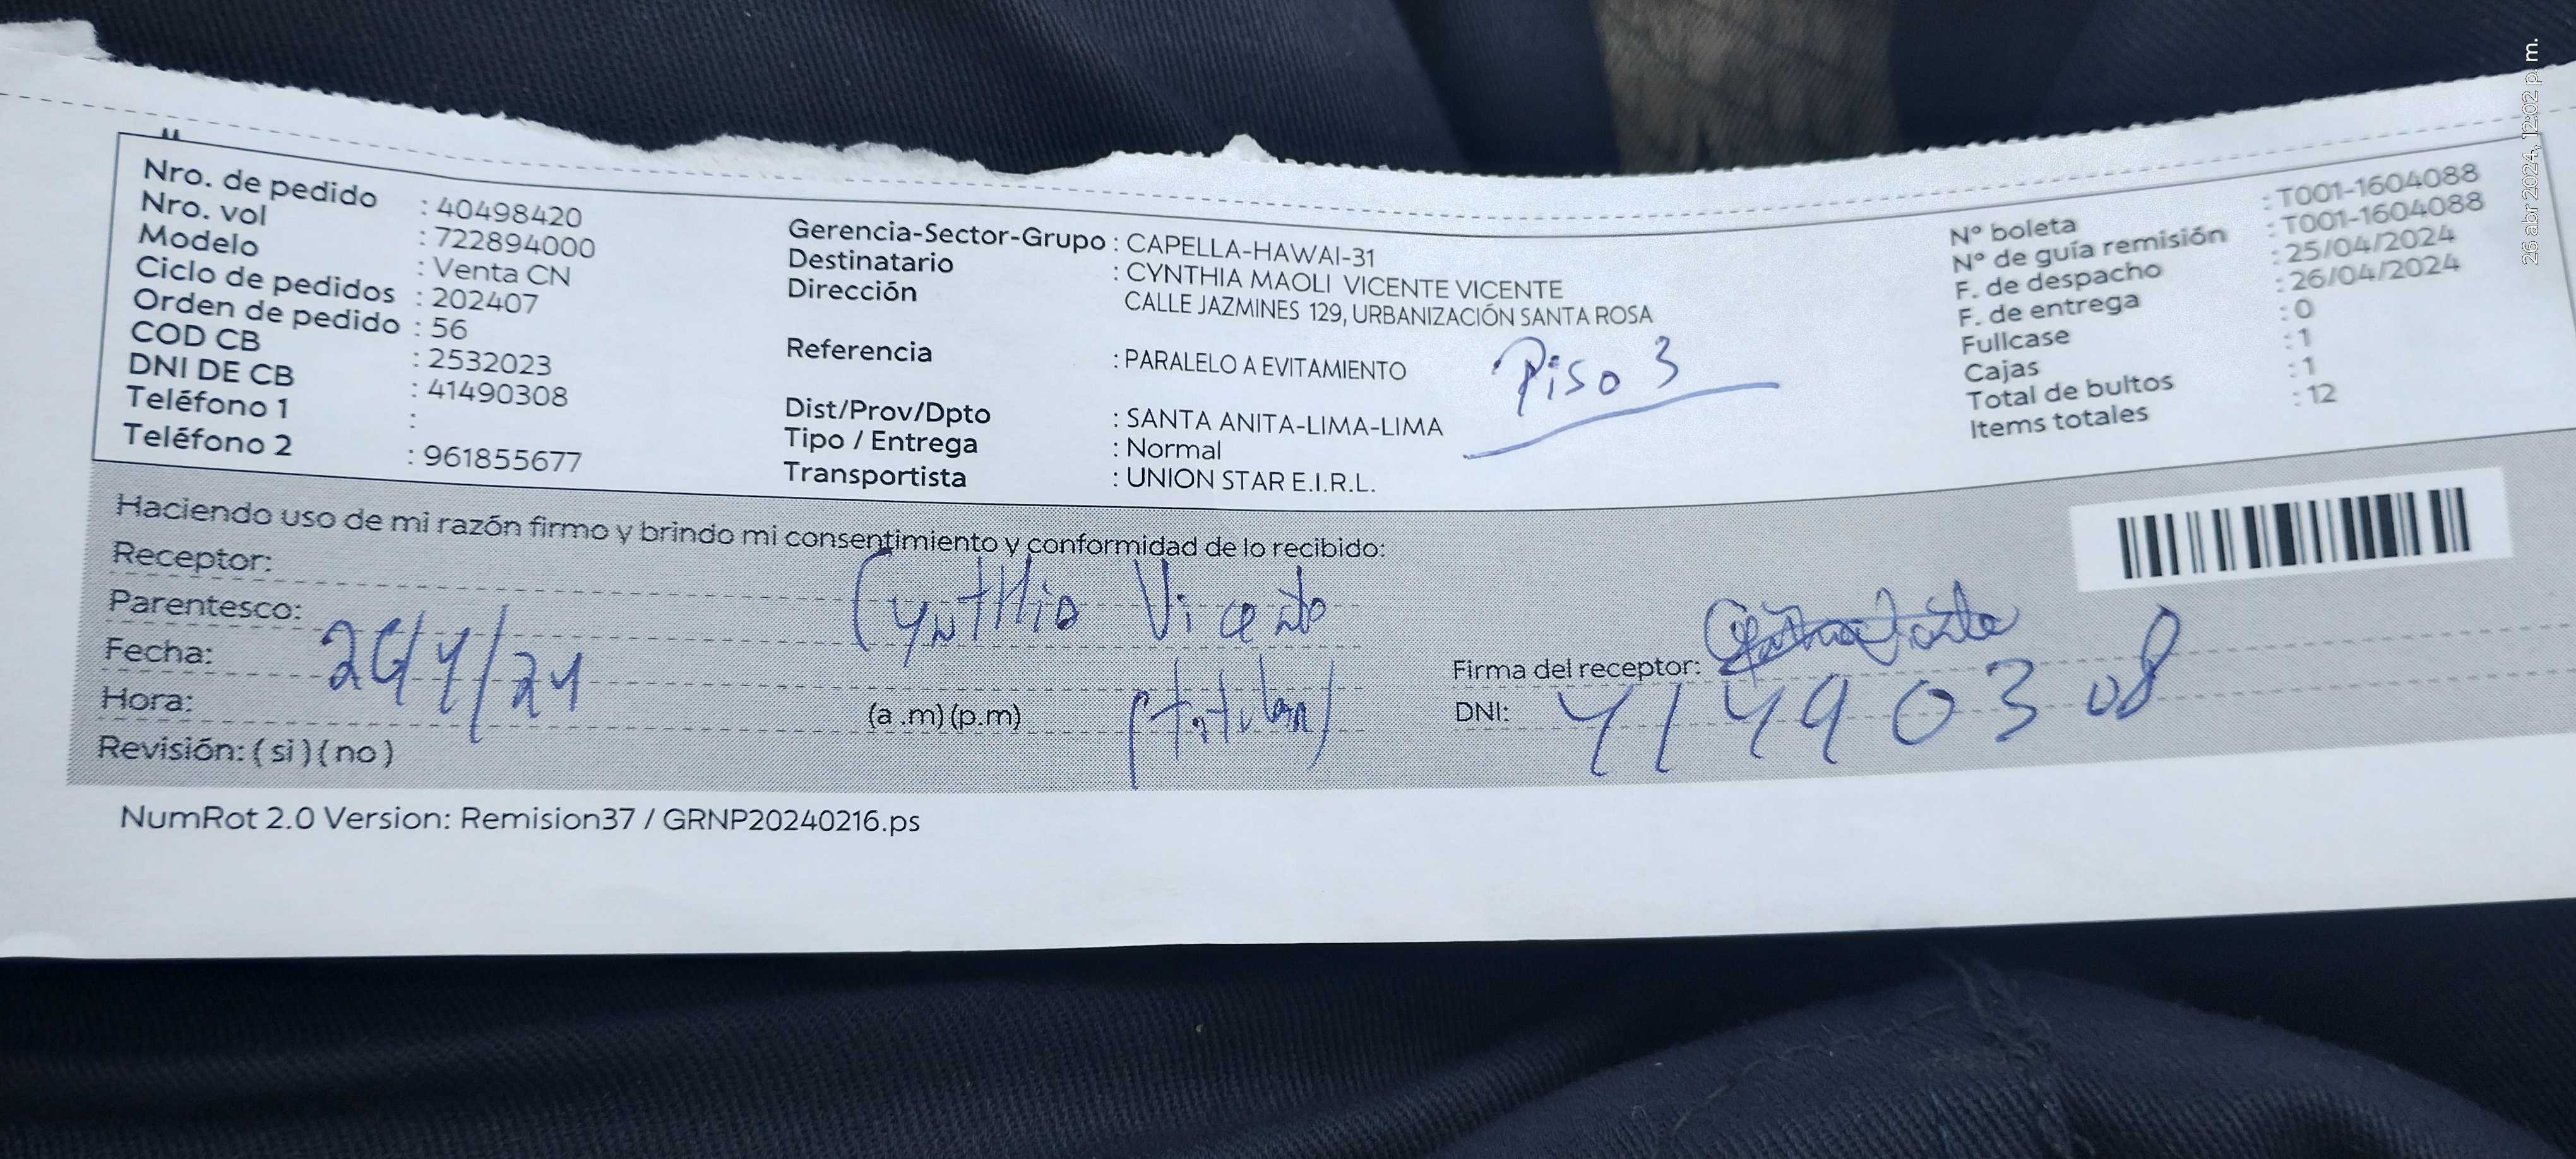 Nro. de pedido : 40498420
Nro. vol : 722894000
Modelo : Venta CN
Ciclo de pedidos : 202407
Orden de pedido : 56
COD CB : 2532023
DNI DE CB : 41490308
Teléfono 1 :
Teléfono 2 : 961855677
Gerencia-Sector-Grupo : CAPELLA-HAWAI-31
Destinatario : CYNTHIA MAOLI VICENTE VICENTE
Dirección CALLE JAZMINES 129, URBANIZACIÓN SANTA ROSA
Referencia : PARALELO A EVITAMIENTO
Piso 3
Dist/Prov/Dpto : SANTA ANITA-LIMA-LIMA
Tipo / Entrega : Normal
Transportista : UNION STAR E.I.R.L.
N° boleta : T001-1604088
N° de guía remisión : T001-1604088
F. de despacho : 25/04/2024
F. de entrega : 26/04/2024
Fullcase : 0
Cajas : 1
Total de bultos : 1
Items totales : 12
Haciendo uso de mi razón firmo y brindo mi consentimiento y conformidad de lo recibido:
Receptor: Cynthia Vicente
Parentesco:
Fecha: 26/4/24
Hora: (a .m) (p.m) (titular)
Revisión: ( si ) ( no )
Firma del receptor:
DNI: 41490308
NumRot 2.0 Version: Remision37 / GRNP20240216.ps
26 abr 2024, 12:02 p. m.